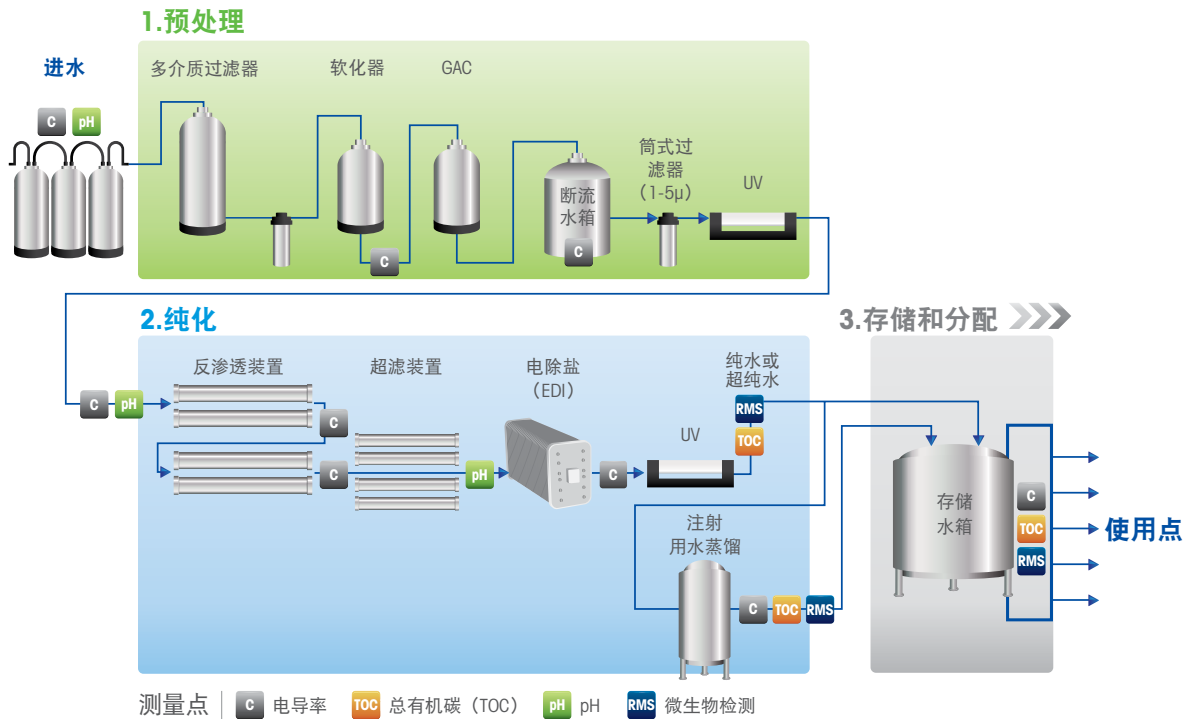 1.预处理
进水
多介质过滤器
软化器
GAC
C
pH
筒式过
滤器
（1-5µ）
UV
断流
水箱
C
C
2.纯化
3.存储和分配
反渗透装置
超滤装置
电除盐
（EDI）
纯水或
超纯水
C
pH
C
RMS
TOC
UV
C
pH
C
注射
用水蒸馏
C
TOC
RMS
存储
水箱
C
TOC
RMS
使用点
测量点
C 电导率
TOC 总有机碳（TOC）
pH pH
RMS 微生物检测